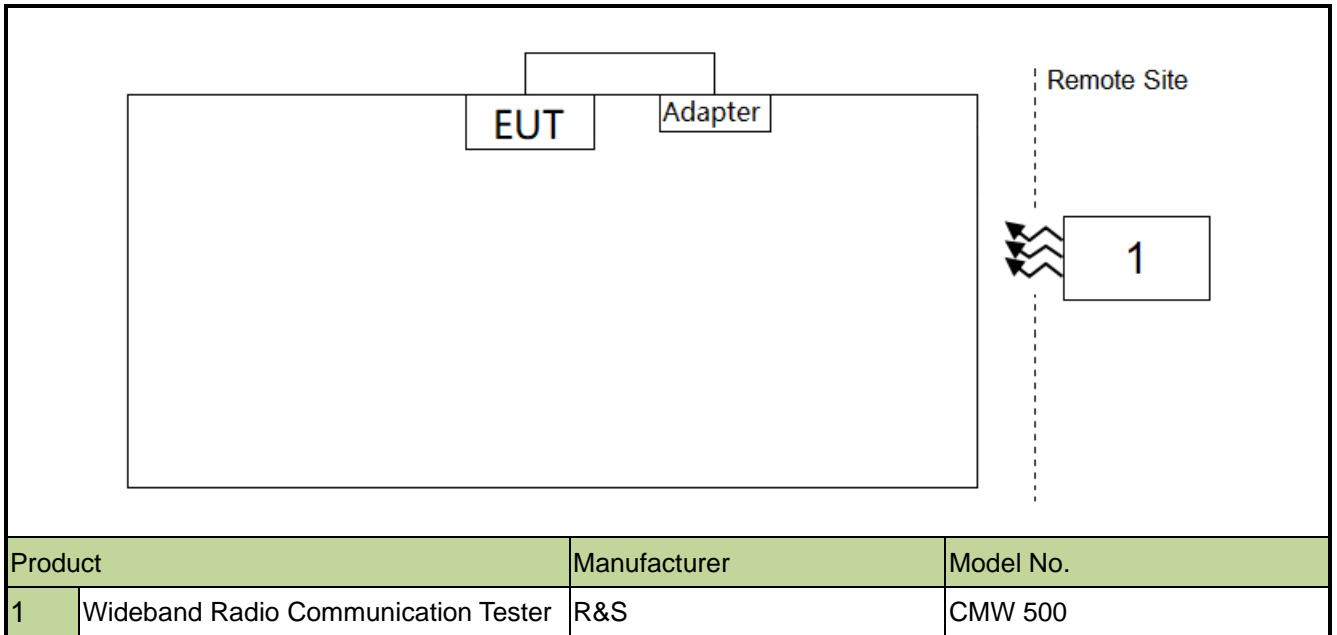 Remote Site
EUT
Adapter
1
Product Manufacturer Model No.
1 Wideband Radio Communication Tester R&S CMW 500